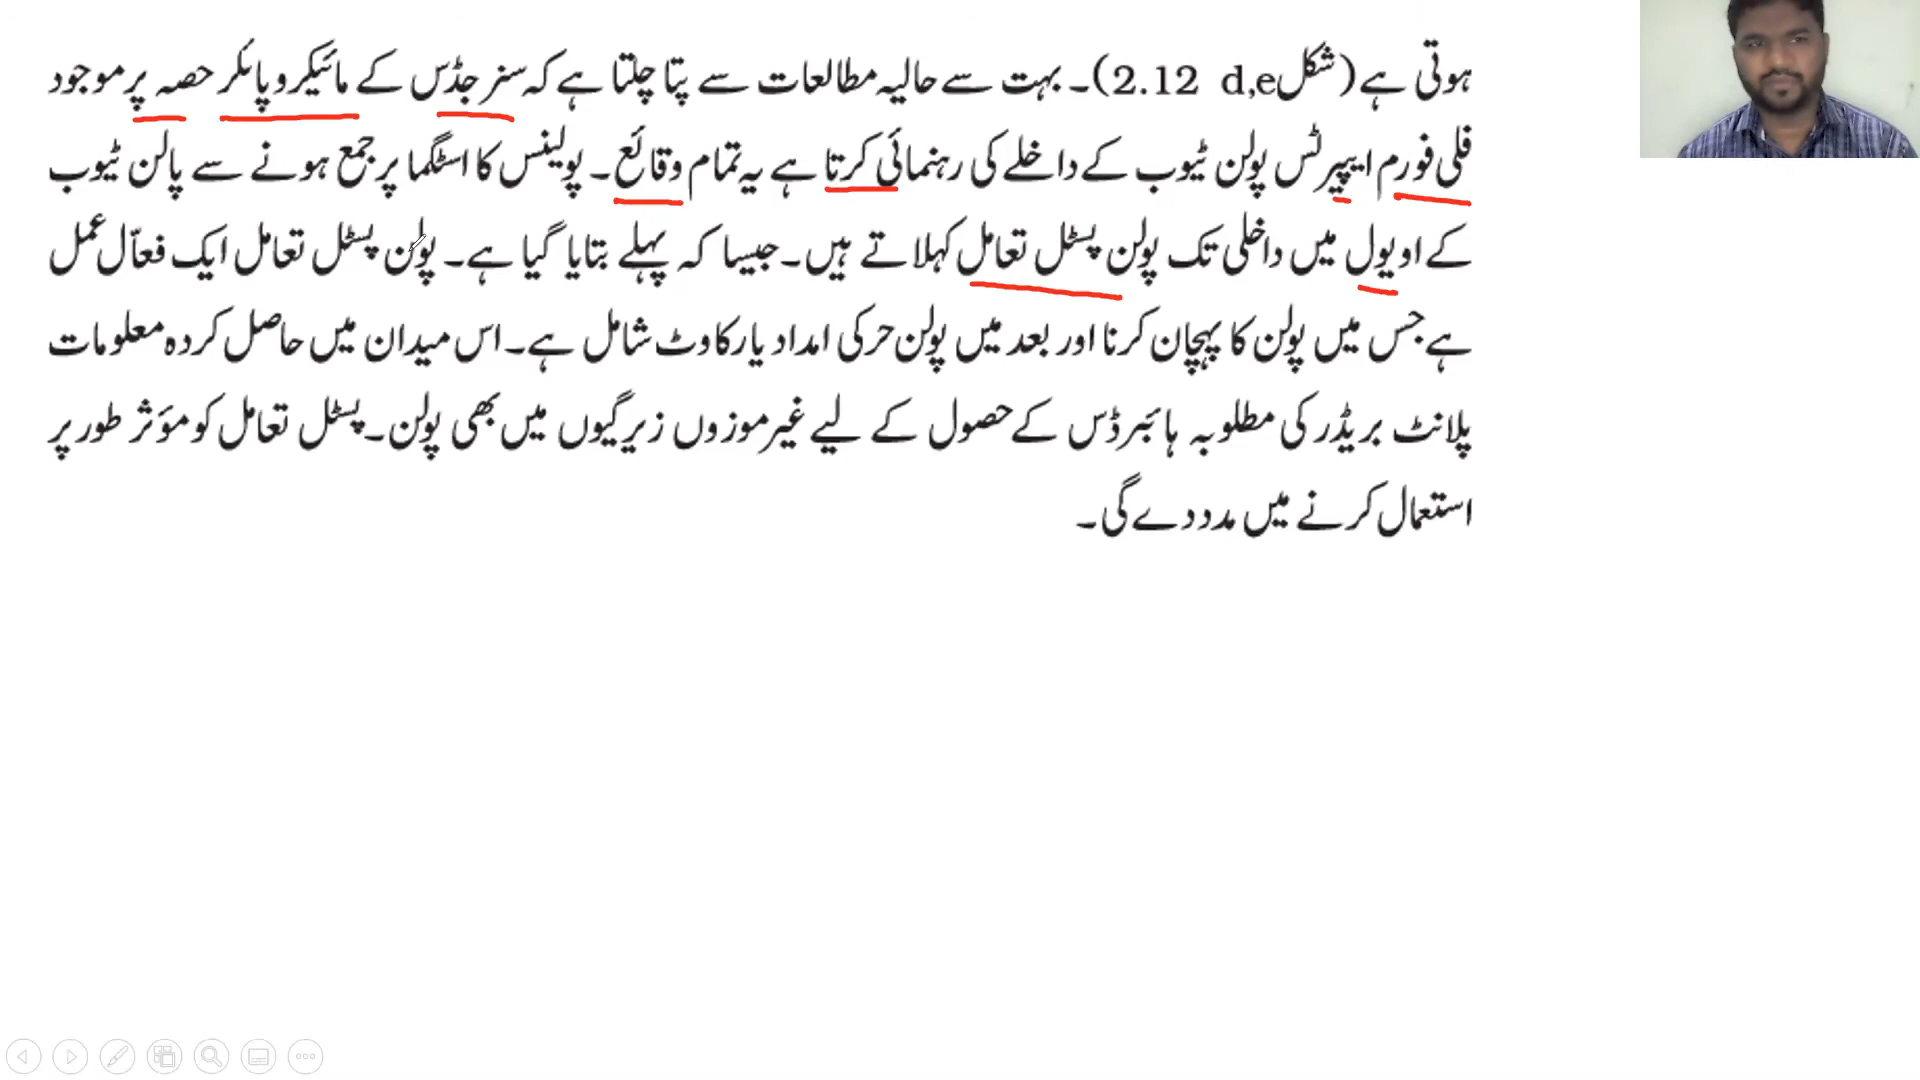 ہوتی ہے (شکل 2.12 d,e)۔ بہت سے حالیہ مطالعات سے پتا چلتا ہے کہ سنرجڈس کے مائیکروپائلر حصہ پر موجود
فلی فورم ایپیرٹس پولن ٹیوب کے داخلے کی رہنمائی کرتا ہے یہ تمام وقائع۔ پولینس کا اسٹگما پر جمع ہونے سے پالن ٹیوب
کے اویول میں داخلی تک پولن پسٹل تعامل کہلاتے ہیں۔ جیسا کہ پہلے بتایا گیا ہے۔ پولن پسٹل تعامل ایک فعّال عمل
ہے جس میں پولن کا پہچان کرنا اور بعد میں پولن حرکی امداد یا رکاوٹ شامل ہے۔ اس میدان میں حاصل کردہ معلومات
پلانٹ بریڈر کی مطلوبہ ہائبرڈس کے حصول کے لیے غیر موزوں زیرگیوں میں بھی پولن۔ پسٹل تعامل کو مؤثر طور پر
استعمال کرنے میں مدد دے گی۔